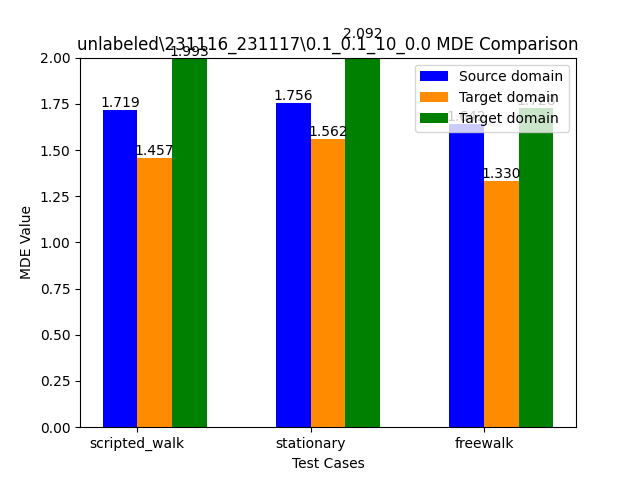 2.092
unlabeled\231116_231117\0.1_0.1_10_0.0 MDE Comparison
1.993
2.00
1.75
1.50
1.25
1.00
0.75
0.50
0.25
0.00
MDE Value
1.719
1.457
1.756
1.562
1.330
Source domain
Target domain
Target domain
scripted_walk
stationary
freewalk
Test Cases